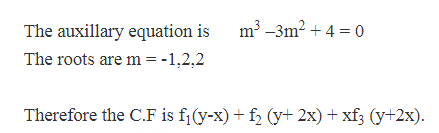 The auxillary equation is m³ –3m² + 4 = 0
The roots are m = -1,2,2
Therefore the C.F is f₁(y-x) + f₂ (y+ 2x) + xf₃ (y+2x).